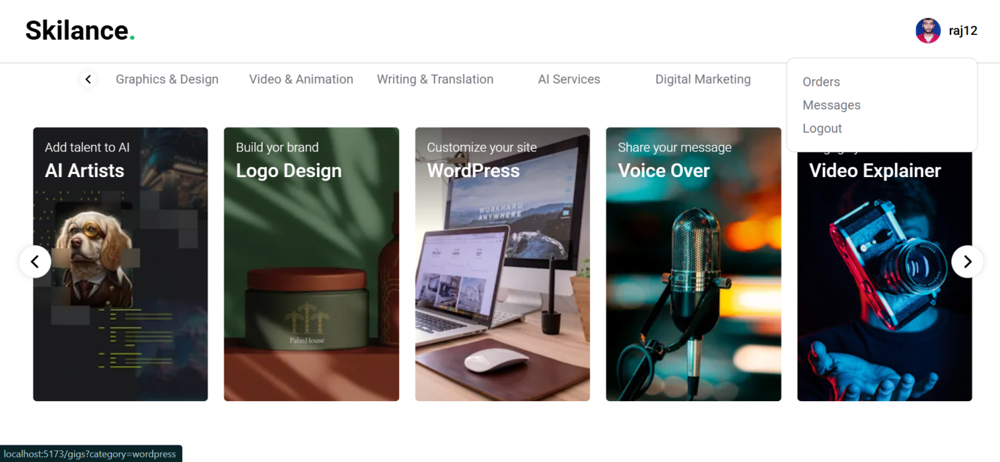 Skilance.
raj12
Graphics & Design
Video & Animation
Writing & Translation
AI Services
Digital Marketing
Orders
Messages
Logout
Add talent to AI
AI Artists
Build yor brand
Logo Design
PalmHouse
Customize your site
WordPress
WORKHARD
ANYWHERE
Share your message
Voice Over
Video Explainer
localhost:5173/gigs?category=wordpress